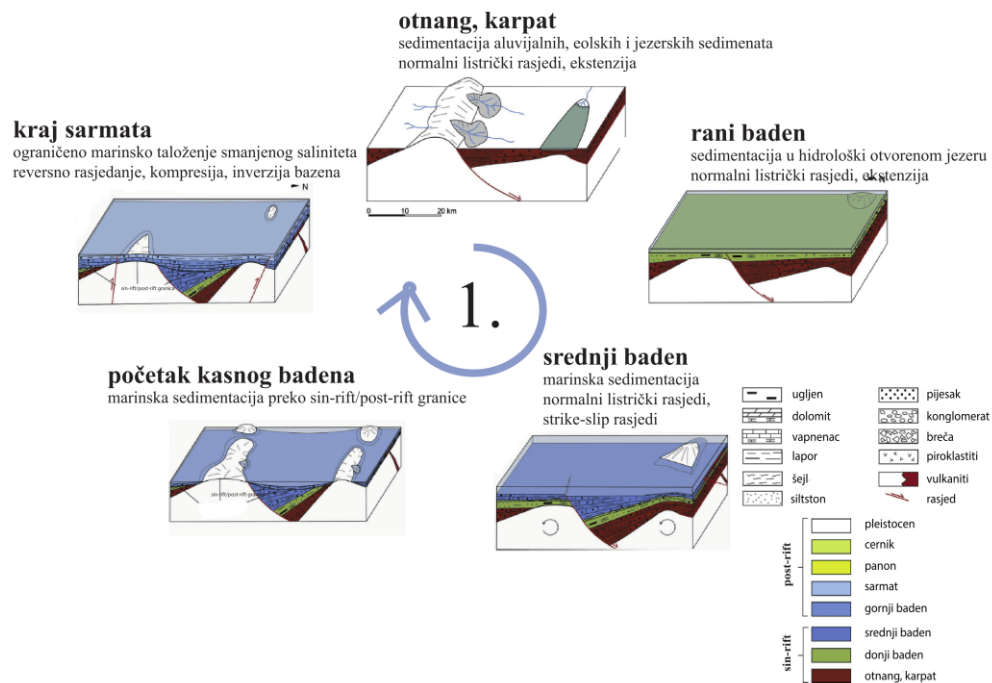 otnang, karpat
sedimentacija aluvijalnih, eolskih i jezerskih sedimenata
normalni listrički rasjedi, ekstenzija
0 10 20 km
kraj sarmata
ograničeno marinsko taloženje smanjenog saliniteta
reversno rasjedanje, kompresija, inverzija bazena
N
sin-rift/post-rift granica
rani baden
sedimentacija u hidrološki otvorenom jezeru
normalni listrički rasjedi, ekstenzija
N
1.
početak kasnog badena
marinska sedimentacija preko sin-rift/post-rift granice
sin-rift/post-rift granica
srednji baden
marinska sedimentacija
normalni listrički rasjedi,
strike-slip rasjedi
ugljen
dolomit
vapnenac
lapor
šejl
siltston
pijesak
konglomerat
breča
piroklastiti
vulkaniti
rasjed
post-rift
pleistocen
cernik
panon
sarmat
gornji baden
sin-rift
srednji baden
donji baden
otnang, karpat